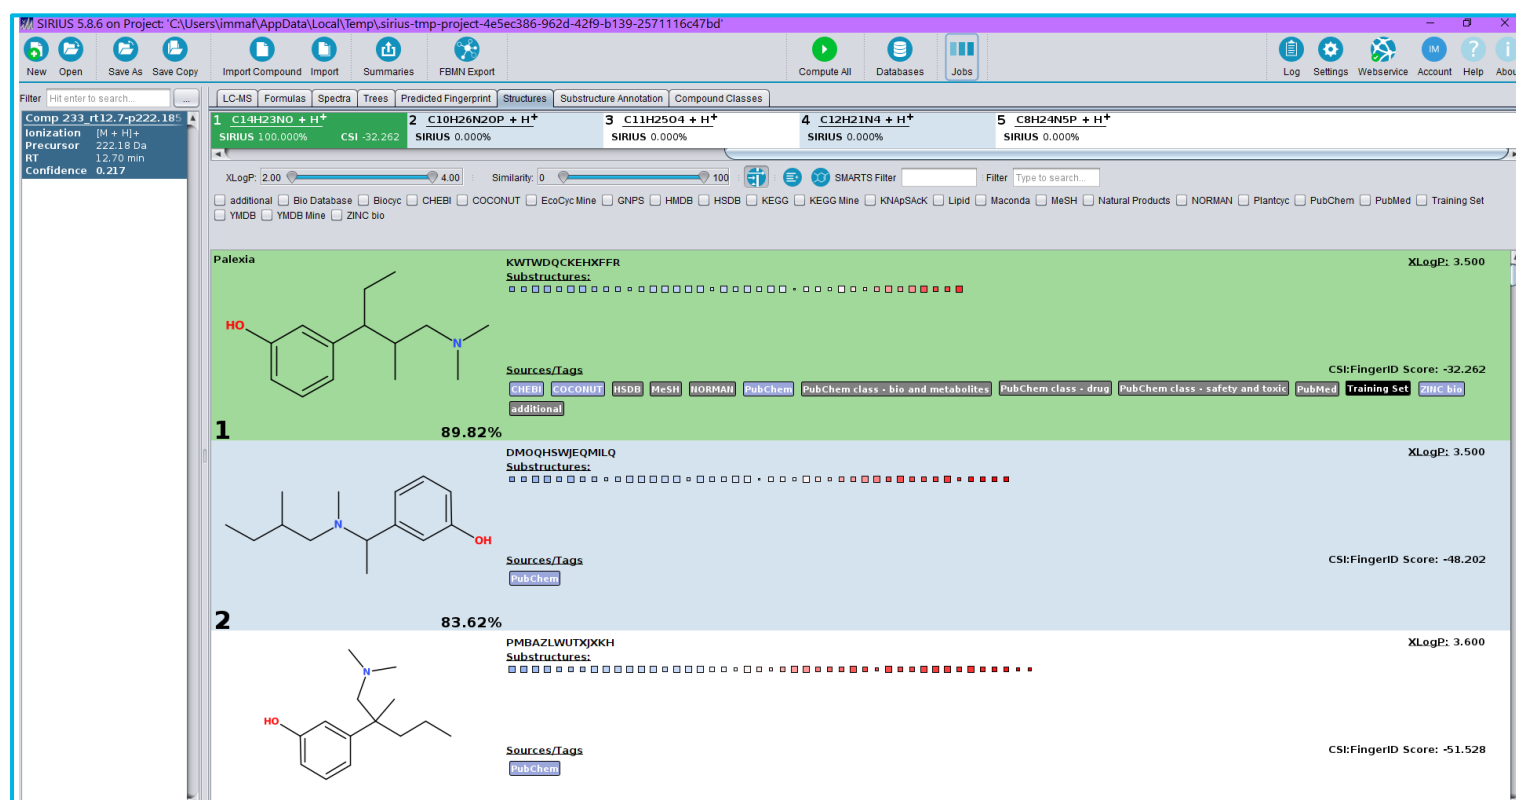 SIRIUS 5.8.6 on Project: 'C:\Users\immaf\AppData\Local\Temp\.sirius-tmp-project-4e5ec386-962d-42f9-b139-2571116c47bd'
New Open Save As Save Copy Import Compound Import Summaries FBMN Export Compute All Databases Jobs Log Settings Webservice IM Account ? Help Abou
Filter Hit enter to search... ...
LC-MS Formulas Spectra Trees Predicted Fingerprint Structures Substructure Annotation Compound Classes
Comp 233_rt12.7-p222.185
Ionization [M + H]+
Precursor 222.18 Da
RT 12.70 min
Confidence 0.217
1 C14H23NO + H+ 2 C10H26N2OP + H+ 3 C11H25O4 + H+ 4 C12H21N4 + H+ 5 C8H24N5P + H+
SIRIUS 100.000% CSI -32.262 SIRIUS 0.000% SIRIUS 0.000% SIRIUS 0.000% SIRIUS 0.000%
XLogP: 2.00 4.00 Similarity: 0 100 SMARTS Filter Filter Type to search...
additional Bio Database Biocyc CHEBI COCONUT EcoCyc Mine GNPS HMDB HSDB KEGG KEGG Mine KNApSAcK Lipid Maconda MeSH Natural Products NORMAN Plantcyc PubChem PubMed Training Set
YMDB YMDB Mine ZINC bio
Palexia
KWTWDQCKEHXFFR
XLogP: 3.500
Substructures:
HO
N
Sources/Tags
CSI:FingerID Score: -32.262
CHEBI COCONUT HSDB MeSH NORMAN PubChem PubChem class - bio and metabolites PubChem class - drug PubChem class - safety and toxic PubMed Training Set ZINC bio
additional
1 89.82%
DMOQHSWJEQMILQ
XLogP: 3.500
Substructures:
N
OH
Sources/Tags
CSI:FingerID Score: -48.202
PubChem
2 83.62%
PMBAZLWUTXJXKH
XLogP: 3.600
Substructures:
N
HO
Sources/Tags
CSI:FingerID Score: -51.528
PubChem